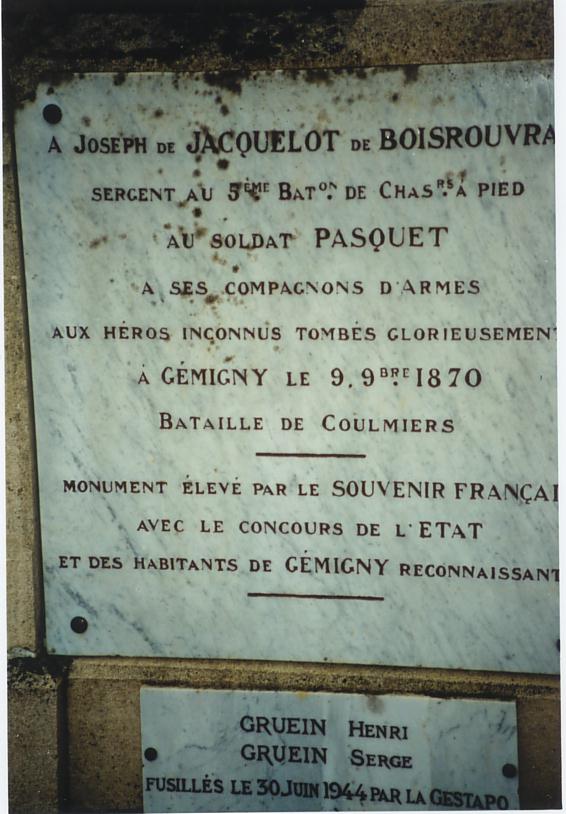 A JOSEPH DE JACQUELOT DE BOISROUVRA
SERGENT AU 5ÈME BATON. DE CHASRS. À PIED
AU SOLDAT PASQUET
A SES COMPAGNONS D'ARMES
AUX HÉROS INCONNUS TOMBÉS GLORIEUSEMENT
À GÉMIGNY LE 9. 9BRE. 1870
BATAILLE DE COULMIERS
MONUMENT ÉLEVÉ PAR LE SOUVENIR FRANÇAI
AVEC LE CONCOURS DE L'ETAT
ET DES HABITANTS DE GÉMIGNY RECONNAISSANT
GRUEIN HENRI
GRUEIN SERGE
FUSILLÉS LE 30 JUIN 1944 PAR LA GESTAPO